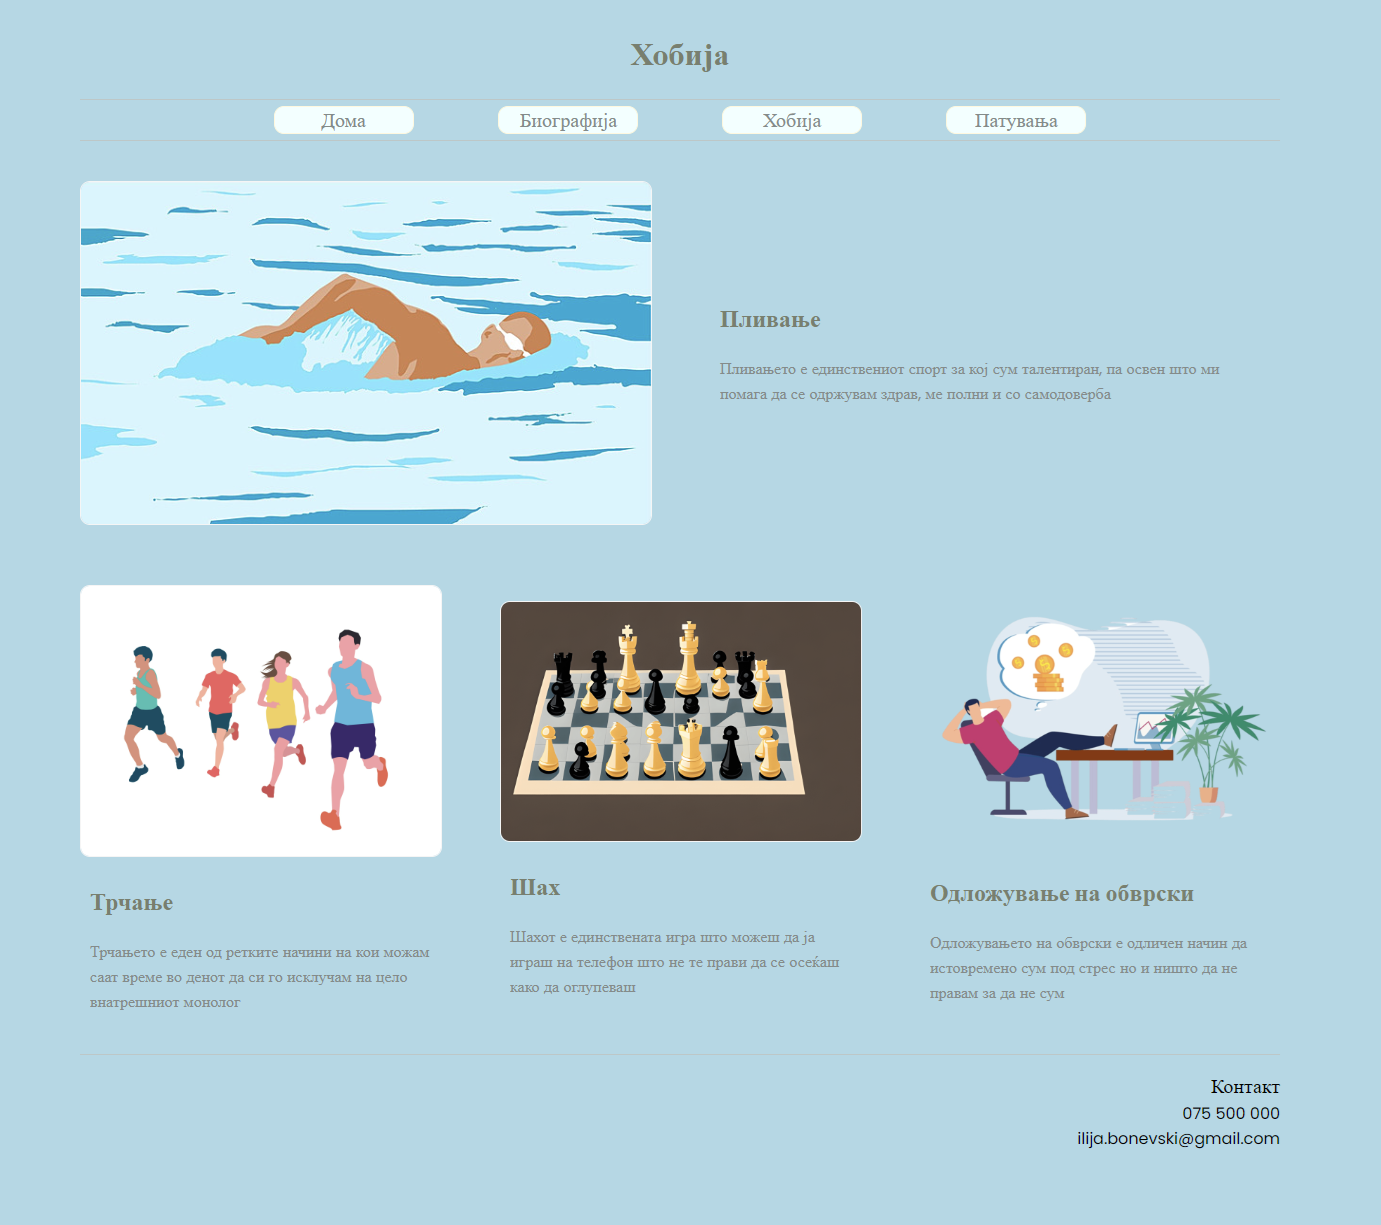 Хобија
Дома
Биографија
Хобија
Патувања
Пливање
Пливањето е единствениот спорт за кој сум талентиран, па освен што ми
помага да се одржувам здрав, ме полни и со самодоверба
Трчање
Трчањето е еден од ретките начини на кои можам
саат време во денот да си го исклучам на цело
внатрешниот монолог
Шах
Шахот е единствената игра што можеш да ја
играш на телефон што не те прави да се осеќаш
како да оглупеваш
Одложување на обврски
Одложувањето на обврски е одличен начин да
истовремено сум под стрес но и ништо да не
правам за да не сум
Контакт
075 500 000
ilija.bonevski@gmail.com